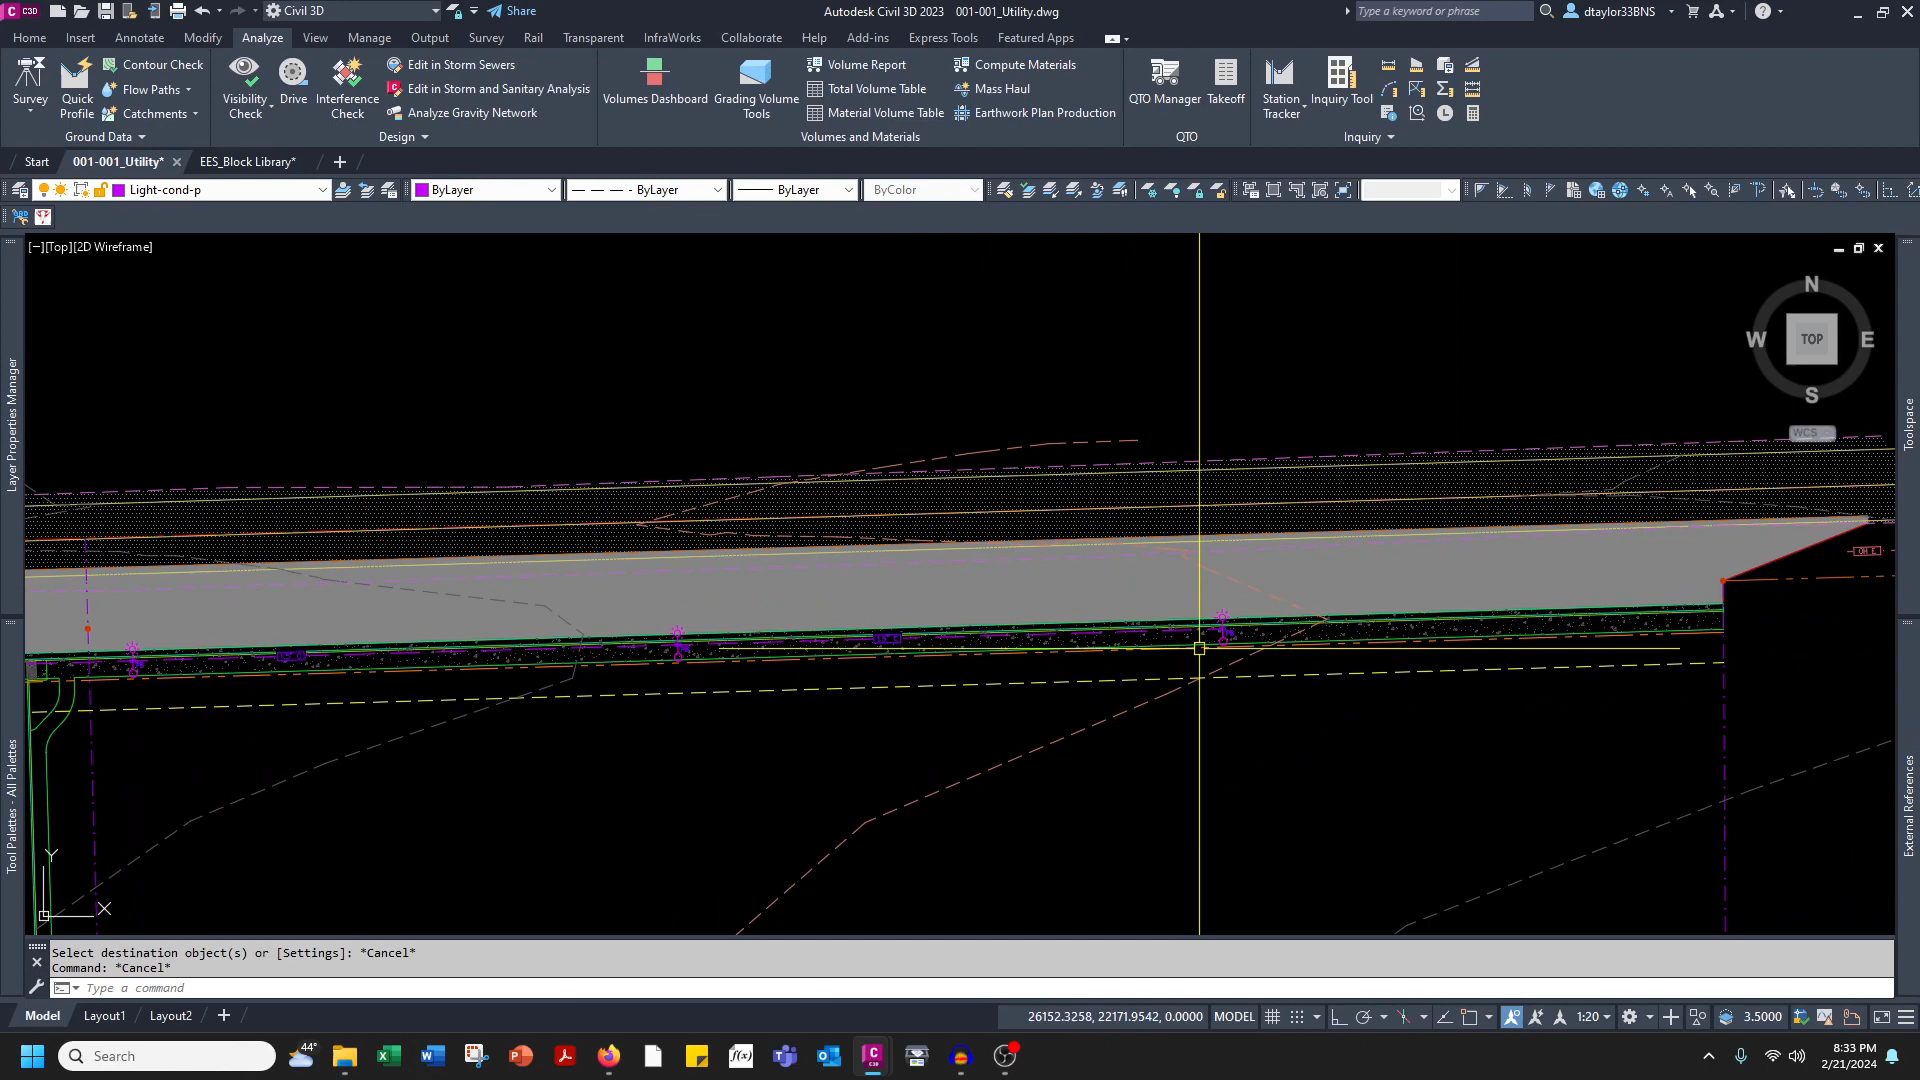 C3D Civil 3D Share Autodesk Civil 3D 2023 001-001_Utility.dwg Type a keyword or phrase dtaylor33BNS
Home Insert Annotate Modify Analyze View Manage Output Survey Rail Transparent InfraWorks Collaborate Help Add-ins Express Tools Featured Apps
Survey
Quick Profile
Contour Check
Flow Paths
Catchments
Ground Data
Visibility Check
Drive
Interference Check
Edit in Storm Sewers
Edit in Storm and Sanitary Analysis
Analyze Gravity Network
Design
Volumes Dashboard
Grading Volume Tools
Volume Report
Total Volume Table
Material Volume Table
Compute Materials
Mass Haul
Earthwork Plan Production
Volumes and Materials
QTO Manager
Takeoff
QTO
Station Tracker
Inquiry Tool
Inquiry
Start 001-001_Utility* EES_Block Library*
Light-cond-p ByLayer ByLayer ByLayer ByColor
[−][Top][2D Wireframe]
N
W TOP E
S
WCS
OH E
Layer Properties Manager
Tool Palettes - All Palettes
Toolspace
External References
Y
X
Select destination object(s) or [Settings]: *Cancel*
Command: *Cancel*
Type a command
Model Layout1 Layout2
26152.3258, 22171.9542, 0.0000 MODEL 1:20 3.5000
44°
Search
8:33 PM
2/21/2024